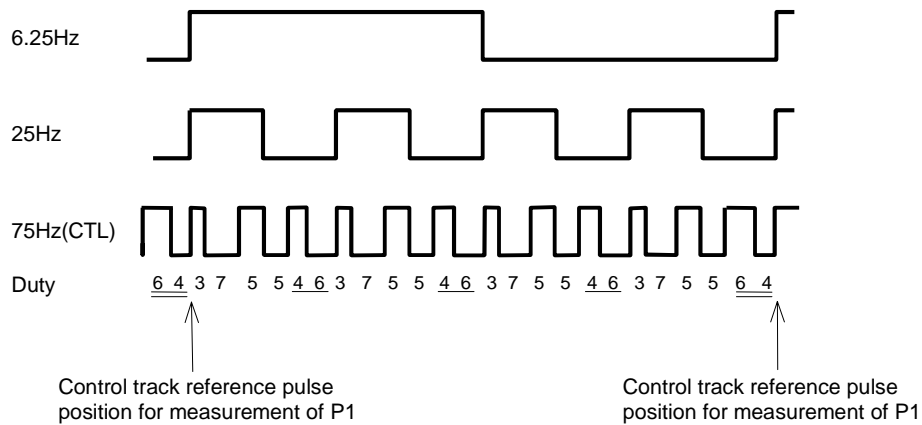 6.25Hz
25Hz
75Hz(CTL)
Duty 6 4 3 7 5 5 4 6 3 7 5 5 4 6 3 7 5 5 4 6 3 7 5 5 6 4
Control track reference pulse
position for measurement of P1
Control track reference pulse
position for measurement of P1